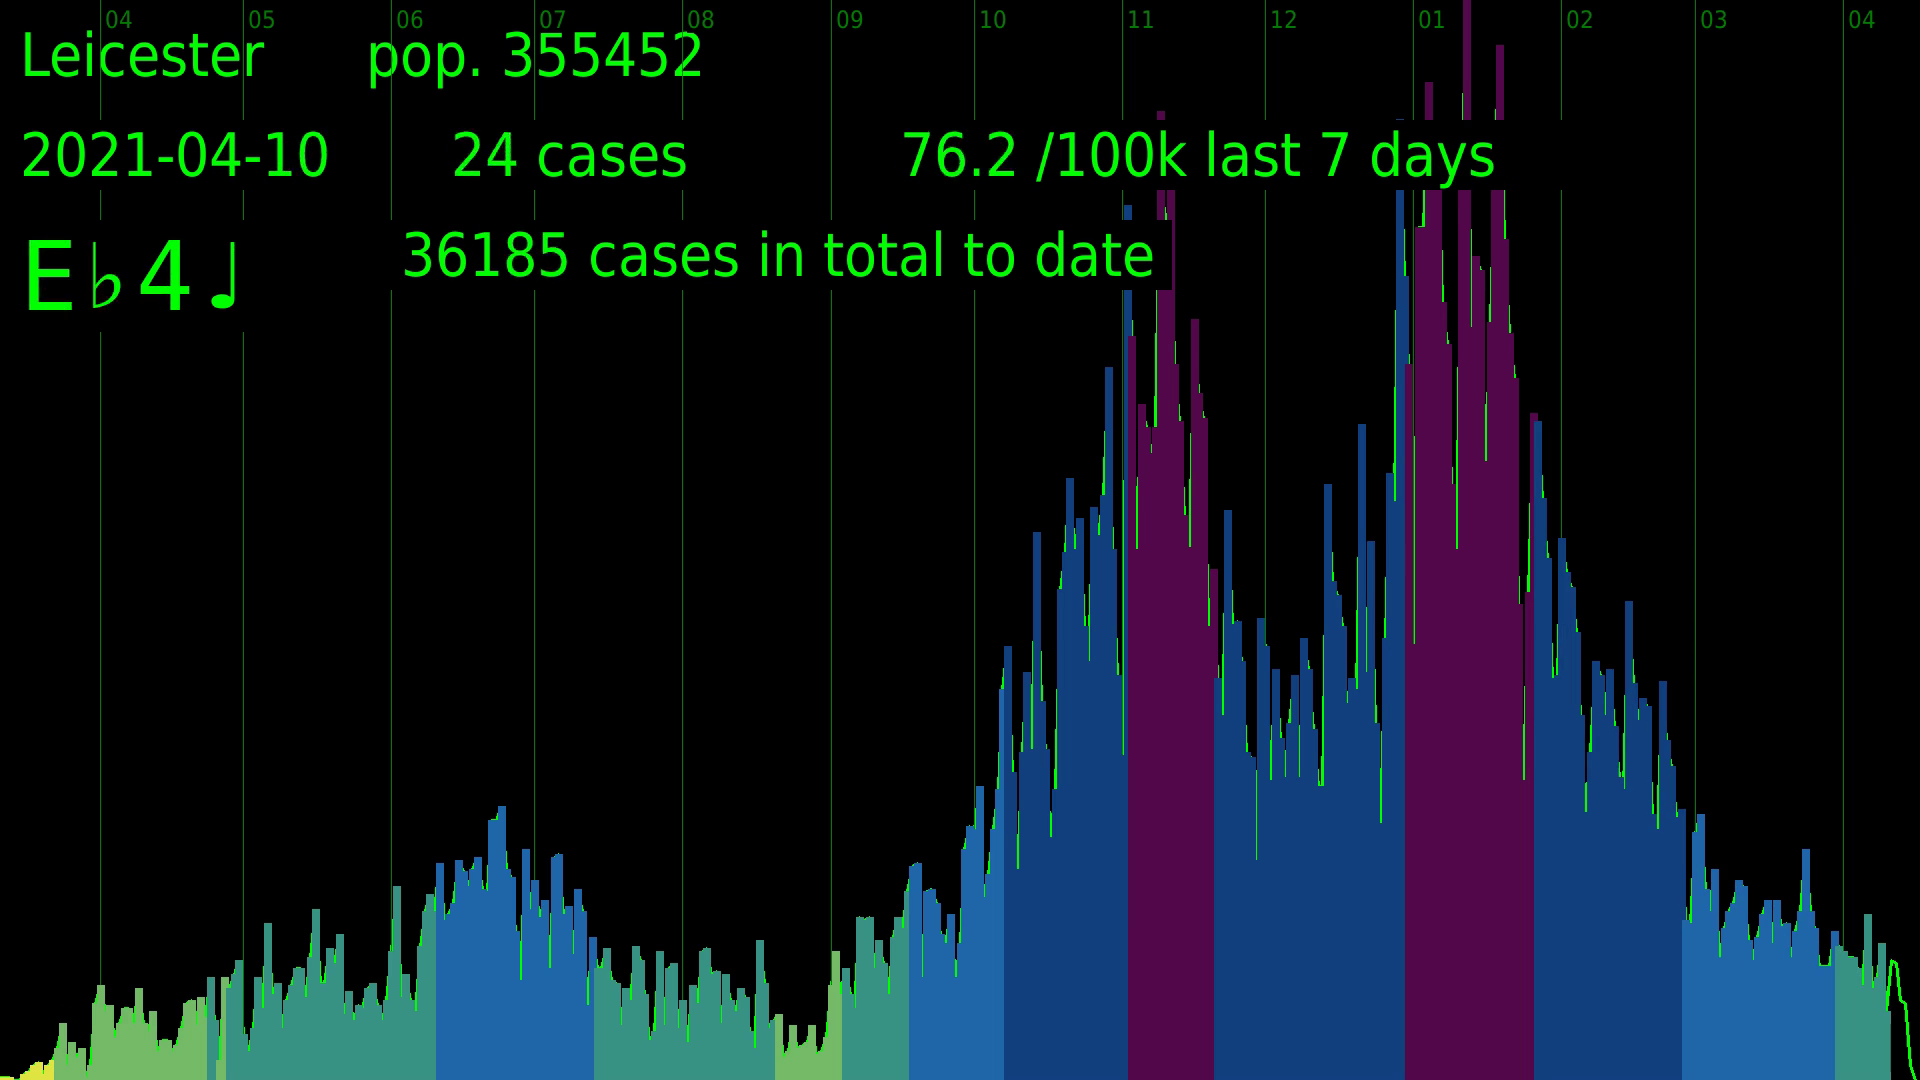 04 05 06 07 08 09 10 11 12 01 02 03 04
Leicester pop. 355452
2021-04-10 24 cases 76.2 /100k last 7 days
E♭4♩ 36185 cases in total to date